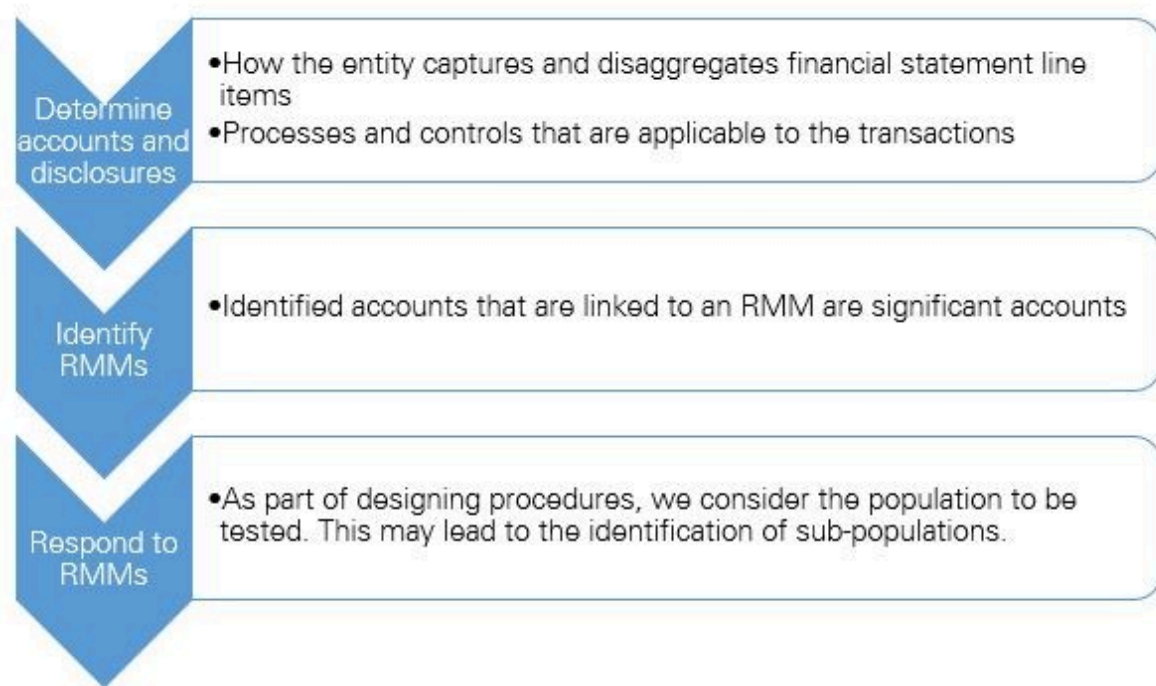 Determine
accounts and
disclosures
•How the entity captures and disaggregates financial statement line
items
•Processes and controls that are applicable to the transactions
Identify
RMMs
•Identified accounts that are linked to an RMM are significant accounts
Respond to
RMMs
•As part of designing procedures, we consider the population to be
tested. This may lead to the identification of sub-populations.